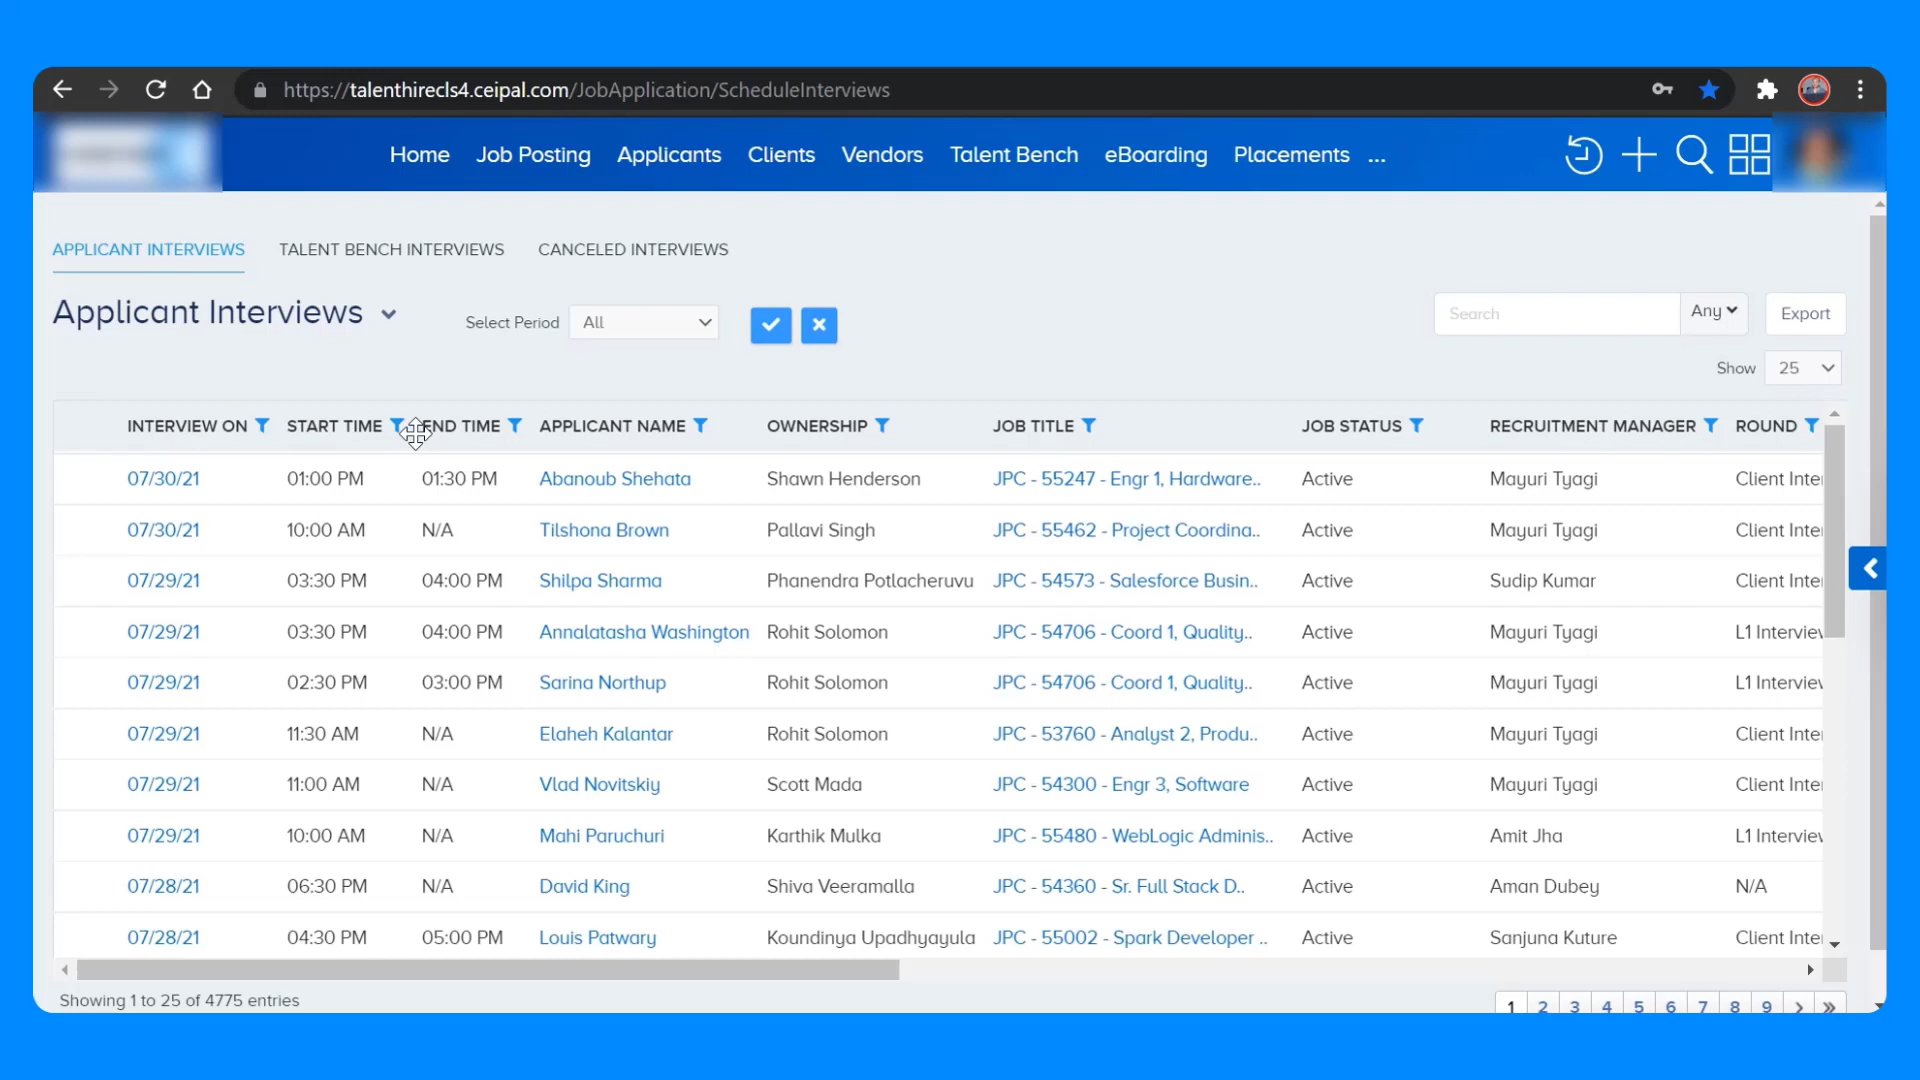 https://talenthirecls4.ceipal.com/JobApplication/ScheduleInterviews
Home Job Posting Applicants Clients Vendors Talent Bench eBoarding Placements ...
APPLICANT INTERVIEWS TALENT BENCH INTERVIEWS CANCELED INTERVIEWS
Applicant Interviews Select Period All Search Any Export
Show 25
INTERVIEW ON START TIME END TIME APPLICANT NAME OWNERSHIP JOB TITLE JOB STATUS RECRUITMENT MANAGER ROUND
07/30/21 01:00 PM 01:30 PM Abanoub Shehata Shawn Henderson JPC - 55247 - Engr 1, Hardware.. Active Mayuri Tyagi Client Inte
07/30/21 10:00 AM N/A Tilshona Brown Pallavi Singh JPC - 55462 - Project Coordina.. Active Mayuri Tyagi Client Inte
07/29/21 03:30 PM 04:00 PM Shilpa Sharma Phanendra Potlacheruvu JPC - 54573 - Salesforce Busin.. Active Sudip Kumar Client Inte
07/29/21 03:30 PM 04:00 PM Annalatasha Washington Rohit Solomon JPC - 54706 - Coord 1, Quality.. Active Mayuri Tyagi L1 Interview
07/29/21 02:30 PM 03:00 PM Sarina Northup Rohit Solomon JPC - 54706 - Coord 1, Quality.. Active Mayuri Tyagi L1 Interview
07/29/21 11:30 AM N/A Elaheh Kalantar Rohit Solomon JPC - 53760 - Analyst 2, Produ.. Active Mayuri Tyagi Client Inte
07/29/21 11:00 AM N/A Vlad Novitskiy Scott Mada JPC - 54300 - Engr 3, Software Active Mayuri Tyagi Client Inte
07/29/21 10:00 AM N/A Mahi Paruchuri Karthik Mulka JPC - 55480 - WebLogic Adminis.. Active Amit Jha L1 Interview
07/28/21 06:30 PM N/A David King Shiva Veeramalla JPC - 54360 - Sr. Full Stack D.. Active Aman Dubey N/A
07/28/21 04:30 PM 05:00 PM Louis Patwary Koundinya Upadhyayula JPC - 55002 - Spark Developer .. Active Sanjuna Kuture Client Inte
Showing 1 to 25 of 4775 entries 1 2 3 4 5 6 7 8 9 > »